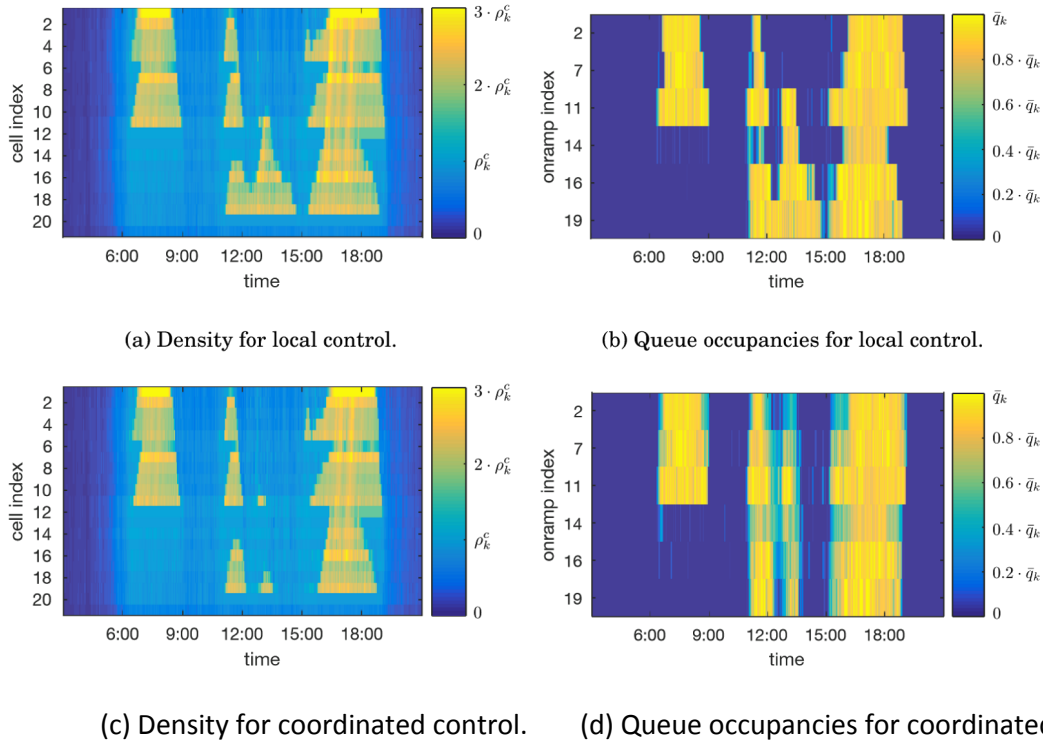 2
4
6
8
10
12
14
16
18
20
cell index
6:00 9:00 12:00 15:00 18:00
time
3 · ρ_k^c
2 · ρ_k^c
ρ_k^c
0
2
7
11
14
16
19
onramp index
6:00 9:00 12:00 15:00 18:00
time
q̄_k
0.8 · q̄_k
0.6 · q̄_k
0.4 · q̄_k
0.2 · q̄_k
0
(a) Density for local control.
(b) Queue occupancies for local control.
2
4
6
8
10
12
14
16
18
20
cell index
6:00 9:00 12:00 15:00 18:00
time
3 · ρ_k^c
2 · ρ_k^c
ρ_k^c
0
2
7
11
14
16
19
onramp index
6:00 9:00 12:00 15:00 18:00
time
q̄_k
0.8 · q̄_k
0.6 · q̄_k
0.4 · q̄_k
0.2 · q̄_k
0
(c) Density for coordinated control.
(d) Queue occupancies for coordinate